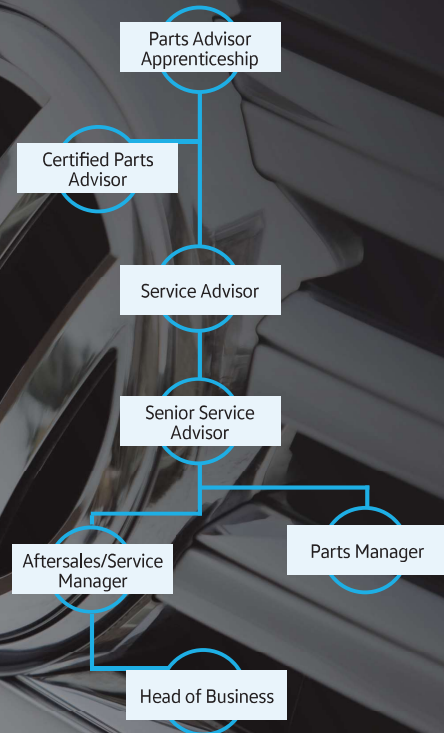 Parts Advisor
Apprenticeship
Certified Parts
Advisor
Service Advisor
Senior Service
Advisor
Aftersales/Service
Manager
Parts Manager
Head of Business